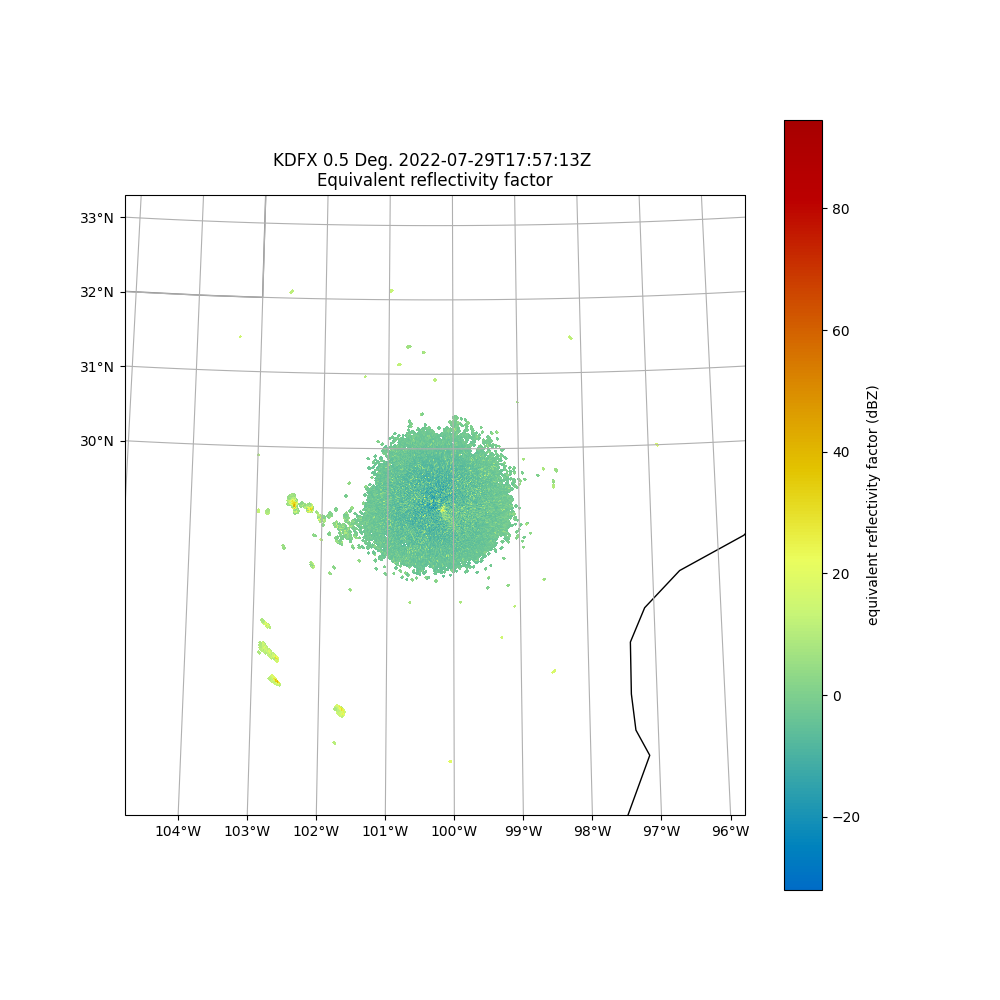 KDFX 0.5 Deg. 2022-07-29T17:57:13Z
Equivalent reflectivity factor
33°N
32°N
31°N
30°N
104°W 103°W 102°W 101°W 100°W 99°W 98°W 97°W 96°W
80
60
40
20
0
−20
equivalent reflectivity factor (dBZ)